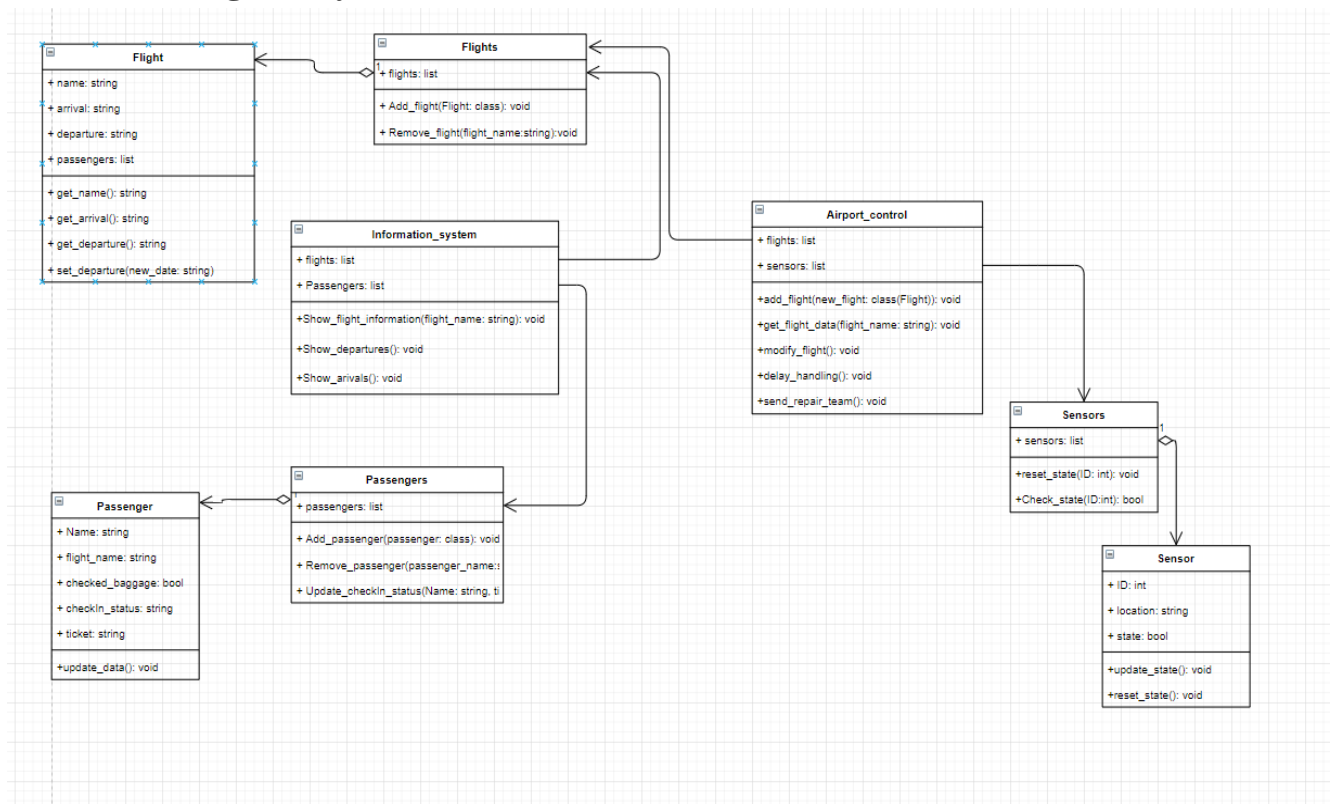 Flight
+ name: string
+ arrival: string
+ departure: string
+ passengers: list
+ get_name(): string
+ get_arrival(): string
+ get_departure(): string
+ set_departure(new_date: string)
Flights
1
+ flights: list
+ Add_flight(Flight: class): void
+ Remove_flight(flight_name:string):void
Information_system
+ flights: list
+ Passengers: list
+Show_flight_information(flight_name: string): void
+Show_departures(): void
+Show_arivals(): void
Airport_control
+ flights: list
+ sensors: list
+add_flight(new_flight: class(Flight)): void
+get_flight_data(flight_name: string): void
+modify_flight(): void
+delay_handling(): void
+send_repair_team(): void
Sensors
1
+ sensors: list
+reset_state(ID: int): void
+Check_state(ID:int): bool
Passengers
1
+ passengers: list
+ Add_passenger(passenger: class): void
+ Remove_passenger(passenger_name:s
+ Update_checkIn_status(Name: string, ti
Passenger
+ Name: string
+ flight_name: string
+ checked_baggage: bool
+ checkIn_status: string
+ ticket: string
+update_data(): void
Sensor
+ ID: int
+ location: string
+ state: bool
+update_state(): void
+reset_state(): void